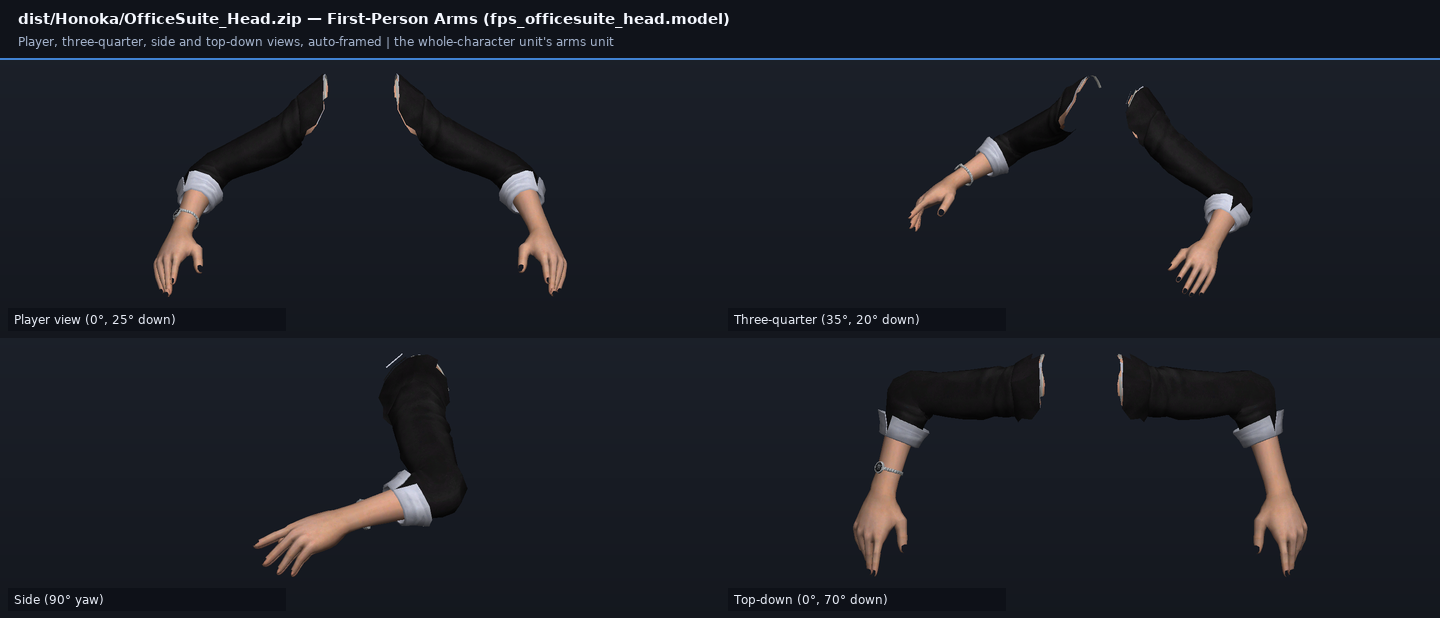 dist/Honoka/OfficeSuite_Head.zip — First-Person Arms (fps_officesuite_head.model)
Player, three-quarter, side and top-down views, auto-framed | the whole-character unit's arms unit
Player view (0°, 25° down)
Three-quarter (35°, 20° down)
Side (90° yaw)
Top-down (0°, 70° down)